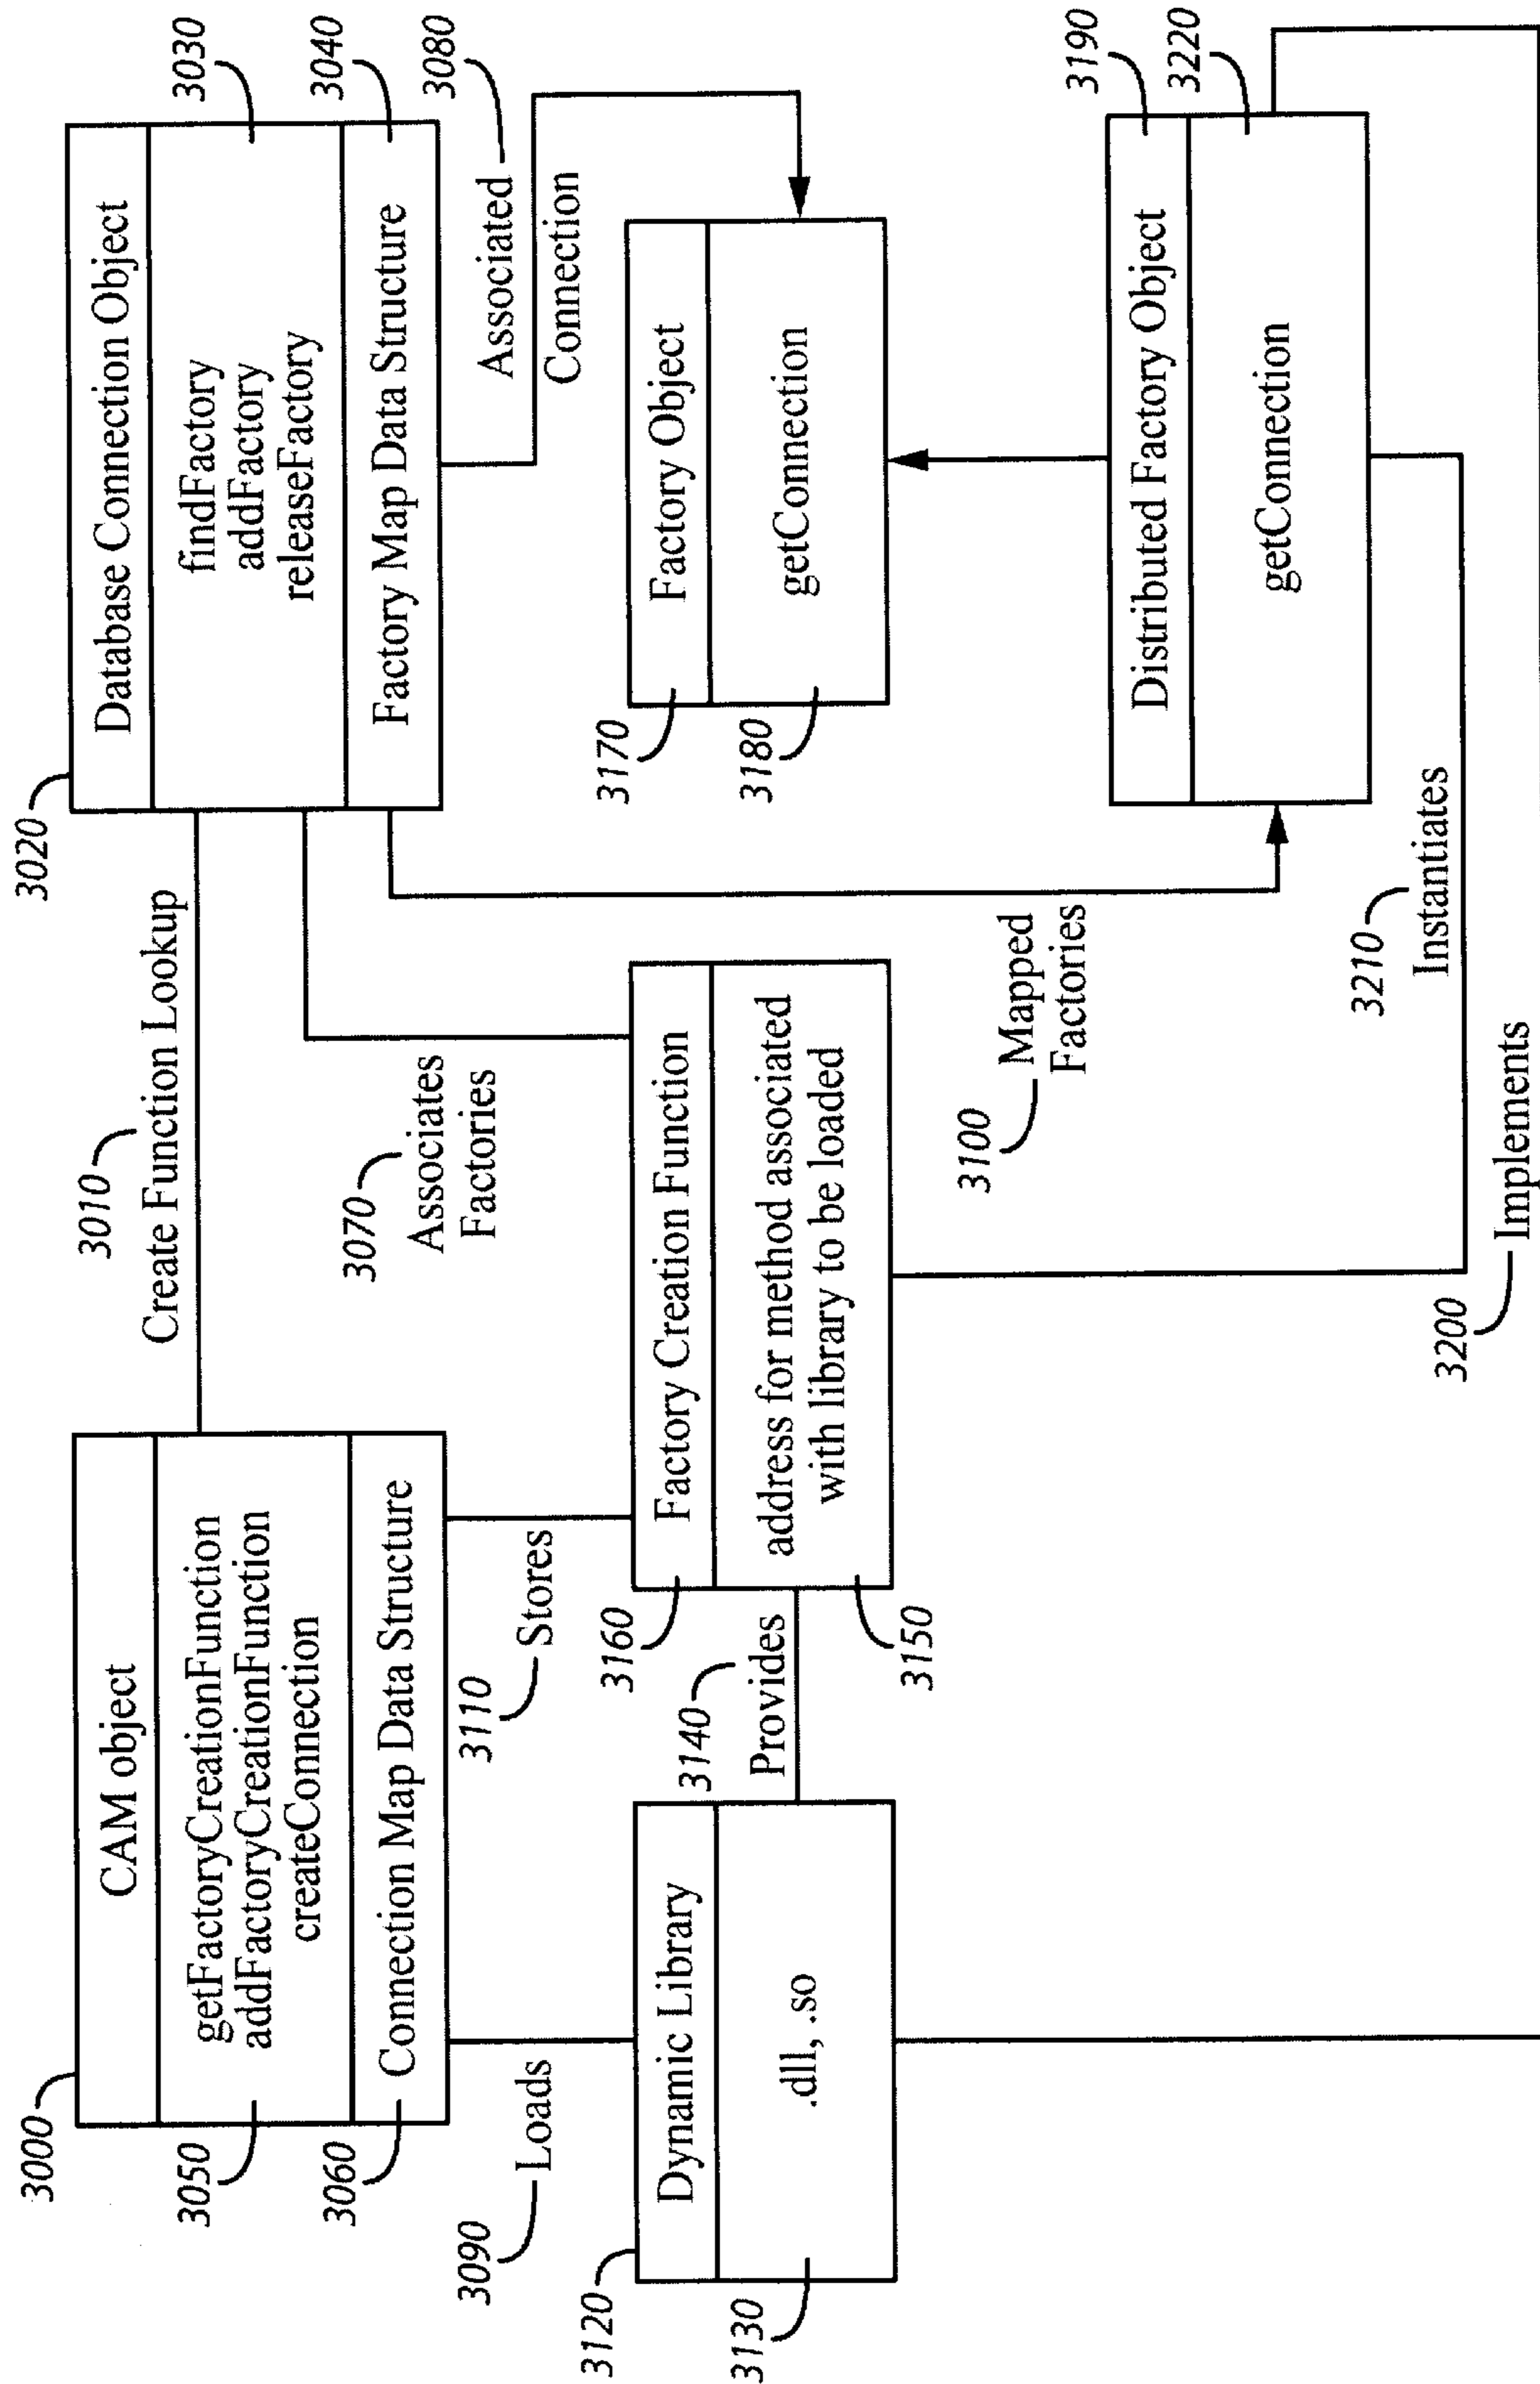 3000
CAM object
3050
getFactoryCreationFunction
addFactoryCreationFunction
createConnection
3060
Connection Map Data Structure
3010
Create Function Lookup
3020
Database Connection Object
findFactory
addFactory
releaseFactory
3030
Factory Map Data Structure
3040
3090 Loads
3110 Stores
3070
Associates
Factories
Associated
Connection
3080
3120
Dynamic Library
3130
.dll, .so
3140
Provides
3160
Factory Creation Function
address for method associated
with library to be loaded
3150
3170
Factory Object
3180
getConnection
3100 Mapped
Factories
Distributed Factory Object
3190
getConnection
3220
3210
Instantiates
3200 Implements